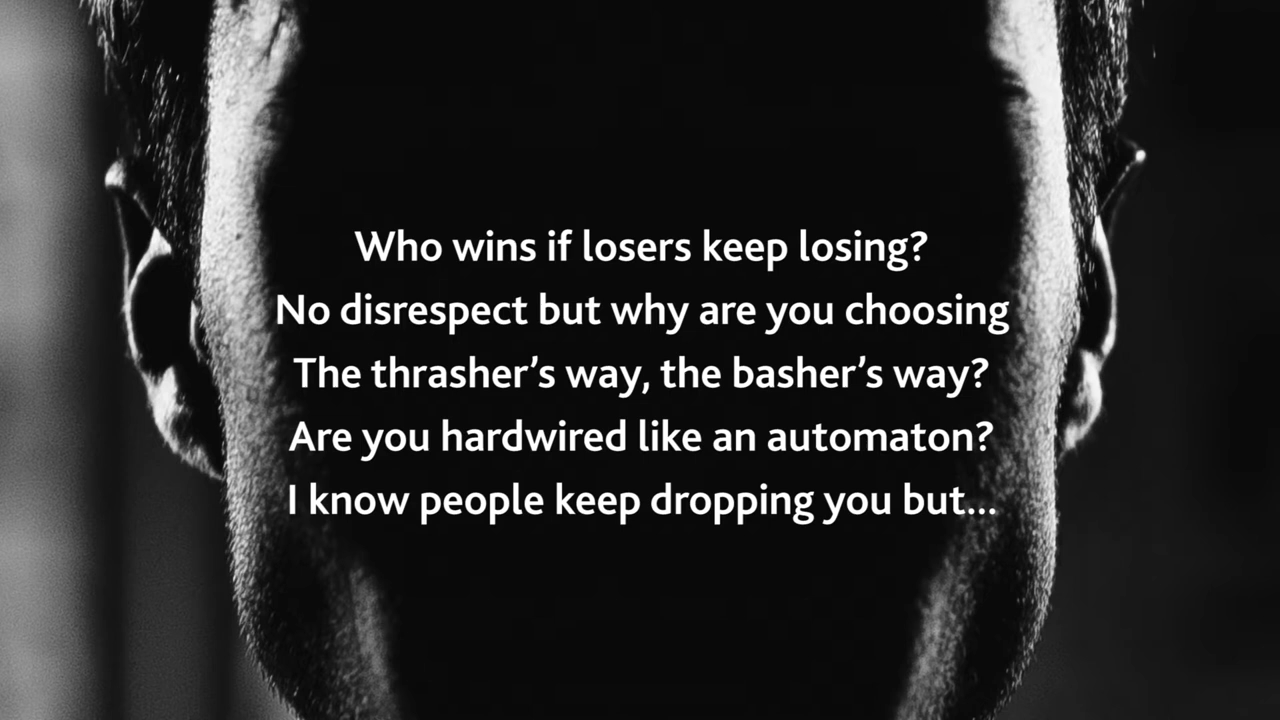 Who wins if losers keep losing?
No disrespect but why are you choosing
The thrasher’s way, the basher’s way?
Are you hardwired like an automaton?
I know people keep dropping you but...